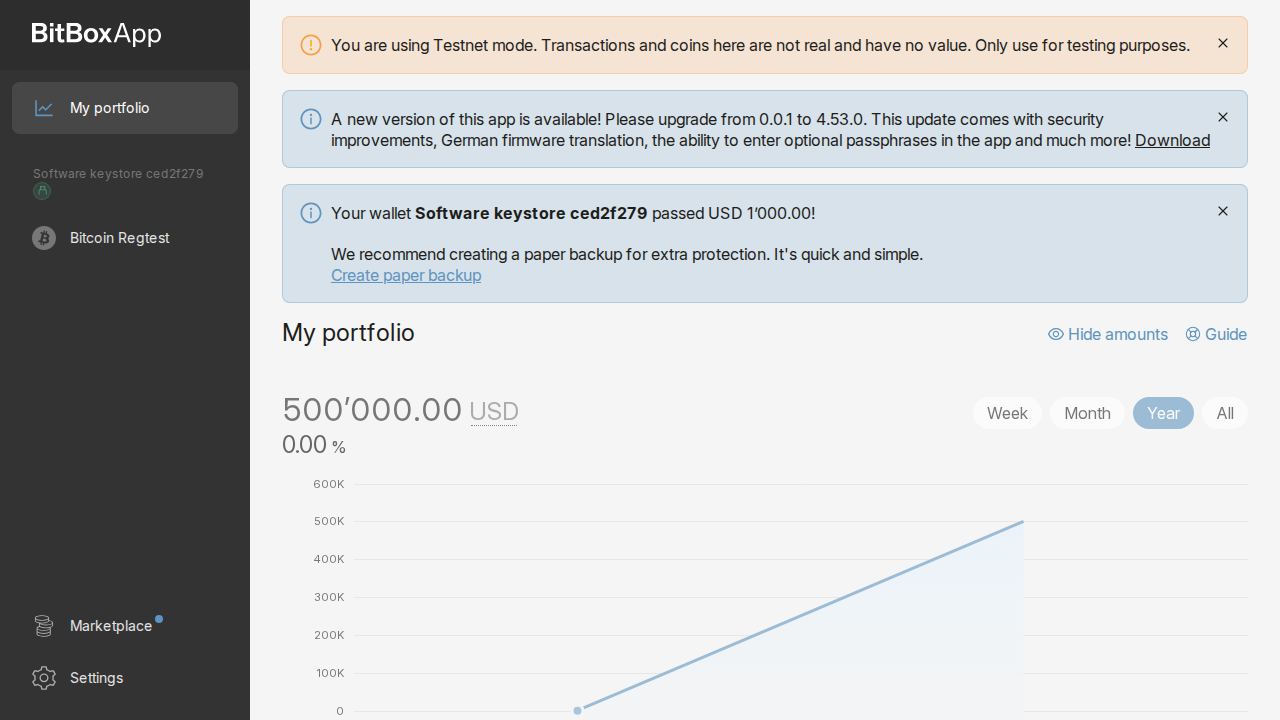 BitBoxApp
My portfolio
Software keystore ced2f279
Bitcoin Regtest
Marketplace
Settings
You are using Testnet mode. Transactions and coins here are not real and have no value. Only use for testing purposes.
A new version of this app is available! Please upgrade from 0.0.1 to 4.53.0. This update comes with security
improvements, German firmware translation, the ability to enter optional passphrases in the app and much more! Download
Your wallet Software keystore ced2f279 passed USD 1’000.00!
We recommend creating a paper backup for extra protection. It's quick and simple.
Create paper backup
My portfolio
Hide amounts
Guide
500’000.00 USD
0.00 %
Week
Month
Year
All
600K
500K
400K
300K
200K
100K
0